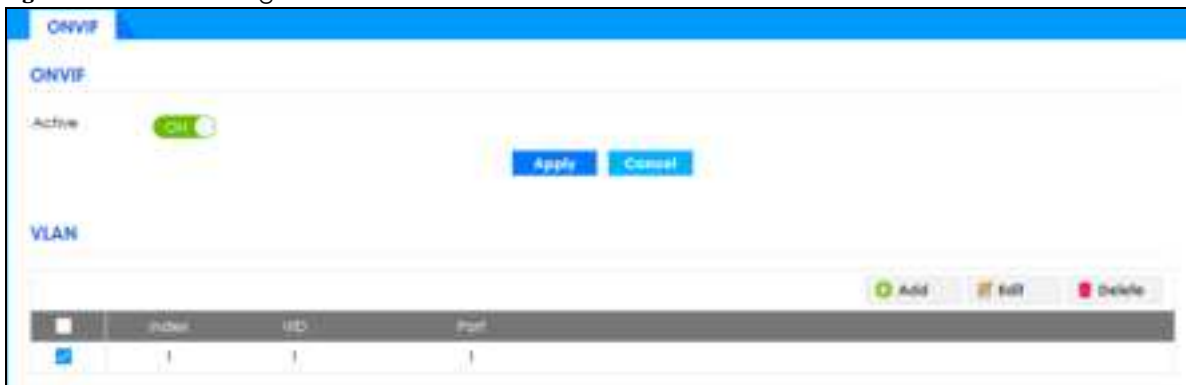 ONVIF
ONVIF
Active ON
Apply Cancel
VLAN
Add Edit Delete
Index VID Port
1 1 1